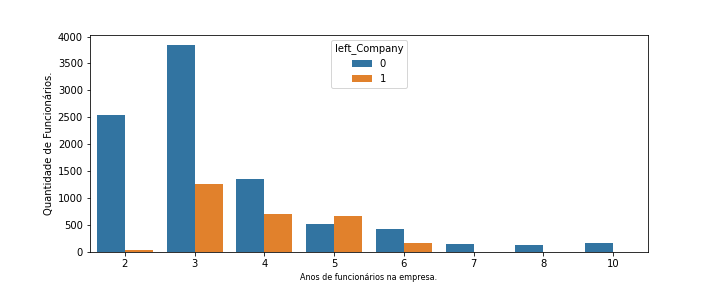 left_Company
0
1
4000
3500
3000
2500
2000
1500
1000
500
0
Quantidade de Funcionários.
2 3 4 5 6 7 8 10
Anos de funcionários na empresa.